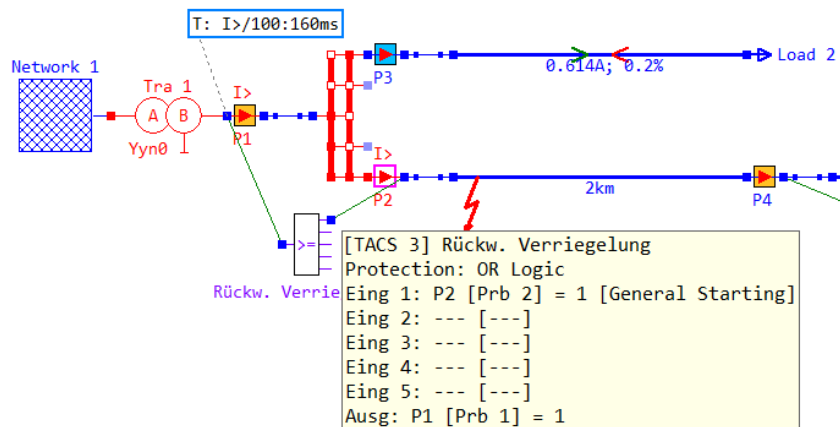 T: I>/100:160ms
Network 1
Tra 1
A
B
Yyn0
I>
P1
P3
0.614A; 0.2%
Load 2
I>
P2
2km
P4
>=
Rückw. Verrie
[TACS 3] Rückw. Verriegelung
Protection: OR Logic
Eing 1: P2 [Prb 2] = 1 [General Starting]
Eing 2: --- [---]
Eing 3: --- [---]
Eing 4: --- [---]
Eing 5: --- [---]
Ausg: P1 [Prb 1] = 1